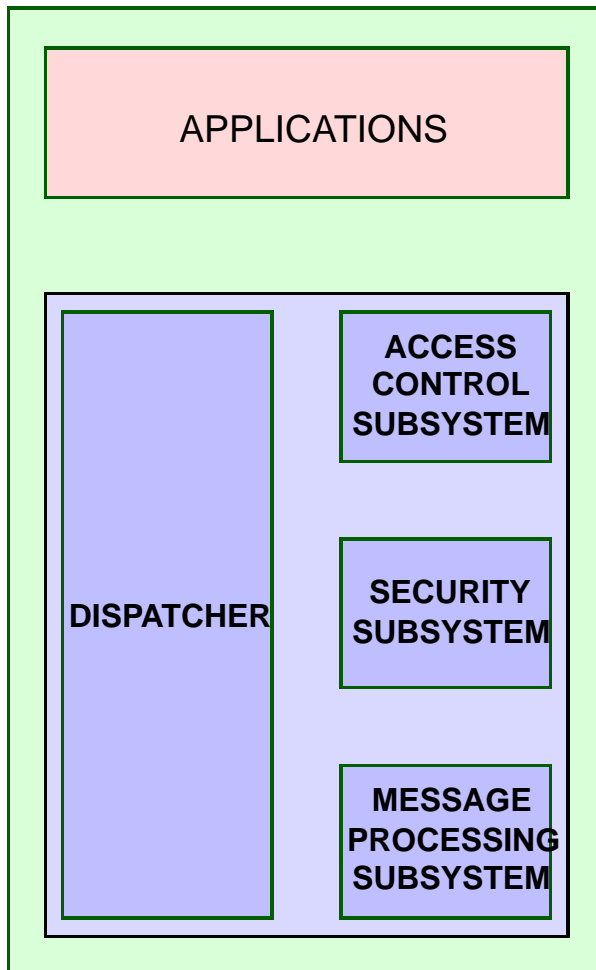 APPLICATIONS
DISPATCHER
ACCESS
CONTROL
SUBSYSTEM
SECURITY
SUBSYSTEM
MESSAGE
PROCESSING
SUBSYSTEM